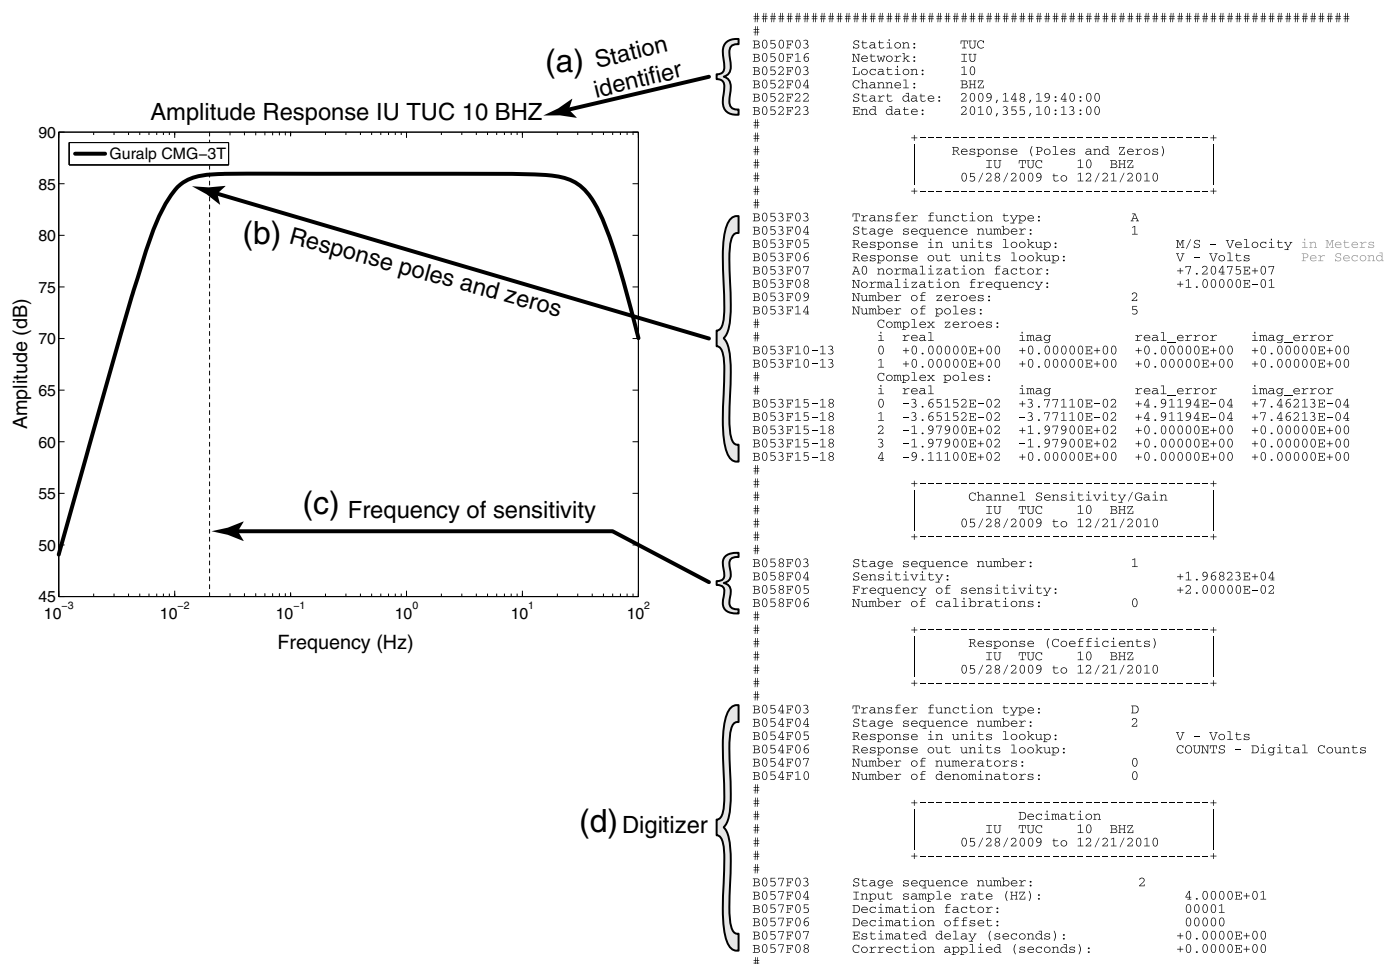 (a) Station
identifier
Amplitude Response IU TUC 10 BHZ
Guralp CMG-3T
90
85
80
75
70
65
60
55
50
45
Amplitude (dB)
10^-3
10^-2
10^-1
10^0
10^1
10^2
Frequency (Hz)
(b) Response poles and zeros
(c) Frequency of sensitivity
(d) Digitizer
########################################################################
#
B050F03 Station: TUC
B050F16 Network: IU
B052F03 Location: 10
B052F04 Channel: BHZ
B052F22 Start date: 2009,148,19:40:00
B052F23 End date: 2010,355,10:13:00
#
# +-----------------------------------+
# | Response (Poles and Zeros) |
# | IU TUC 10 BHZ |
# | 05/28/2009 to 12/21/2010 |
# +-----------------------------------+
#
B053F03 Transfer function type: A
B053F04 Stage sequence number: 1
B053F05 Response in units lookup: M/S - Velocity in Meters
B053F06 Response out units lookup: V - Volts Per Second
B053F07 A0 normalization factor: +7.20475E+07
B053F08 Normalization frequency: +1.00000E-01
B053F09 Number of zeroes: 2
B053F14 Number of poles: 5
# Complex zeroes:
# i real imag real_error imag_error
B053F10-13 0 +0.00000E+00 +0.00000E+00 +0.00000E+00 +0.00000E+00
B053F10-13 1 +0.00000E+00 +0.00000E+00 +0.00000E+00 +0.00000E+00
# Complex poles:
# i real imag real_error imag_error
B053F15-18 0 -3.65152E-02 +3.77110E-02 +4.91194E-04 +7.46213E-04
B053F15-18 1 -3.65152E-02 -3.77110E-02 +4.91194E-04 +7.46213E-04
B053F15-18 2 -1.97900E+02 +1.97900E+02 +0.00000E+00 +0.00000E+00
B053F15-18 3 -1.97900E+02 -1.97900E+02 +0.00000E+00 +0.00000E+00
B053F15-18 4 -9.11100E+02 +0.00000E+00 +0.00000E+00 +0.00000E+00
#
# +-----------------------------------+
# | Channel Sensitivity/Gain |
# | IU TUC 10 BHZ |
# | 05/28/2009 to 12/21/2010 |
# +-----------------------------------+
#
B058F03 Stage sequence number: 1
B058F04 Sensitivity: +1.96823E+04
B058F05 Frequency of sensitivity: +2.00000E-02
B058F06 Number of calibrations: 0
#
# +-----------------------------------+
# | Response (Coefficients) |
# | IU TUC 10 BHZ |
# | 05/28/2009 to 12/21/2010 |
# +-----------------------------------+
#
B054F03 Transfer function type: D
B054F04 Stage sequence number: 2
B054F05 Response in units lookup: V - Volts
B054F06 Response out units lookup: COUNTS - Digital Counts
B054F07 Number of numerators: 0
B054F10 Number of denominators: 0
#
# +-----------------------------------+
# | Decimation |
# | IU TUC 10 BHZ |
# | 05/28/2009 to 12/21/2010 |
# +-----------------------------------+
#
B057F03 Stage sequence number: 2
B057F04 Input sample rate (HZ): 4.0000E+01
B057F05 Decimation factor: 00001
B057F06 Decimation offset: 00000
B057F07 Estimated delay (seconds): +0.0000E+00
B057F08 Correction applied (seconds): +0.0000E+00
#